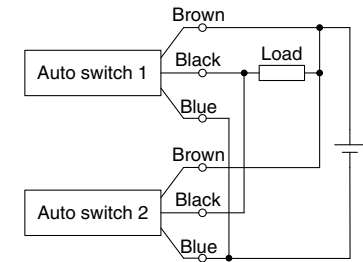 Brown
Black
Load
Auto switch 1
Blue
Brown
Black
Auto switch 2
Blue